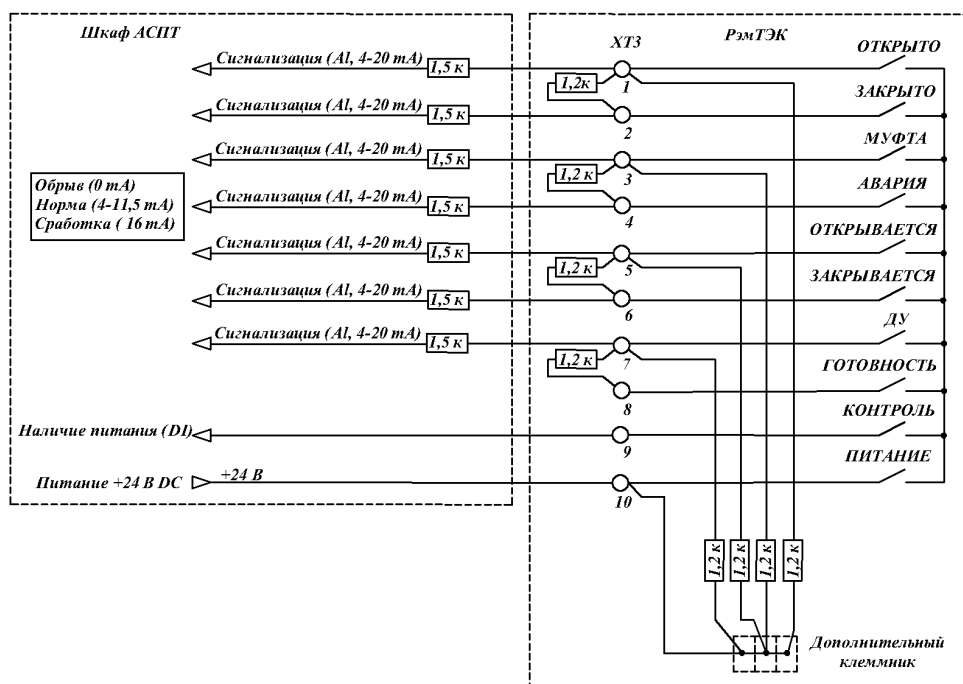 Шкаф АСПТ
ХТ3
РэмТЭК
ОТКРЫТО
Сигнализация (AI, 4-20 mA)
1,5 к
1,2к
1
ЗАКРЫТО
Сигнализация (AI, 4-20 mA)
1,5 к
2
МУФТА
Сигнализация (AI, 4-20 mA)
1,5 к
1,2 к
3
Обрыв (0 mA)
Норма (4-11,5 mA)
Сработка ( 16 mA)
АВАРИЯ
Сигнализация (AI, 4-20 mA)
1,5 к
4
ОТКРЫВАЕТСЯ
Сигнализация (AI, 4-20 mA)
1,5 к
1,2 к
5
ЗАКРЫВАЕТСЯ
Сигнализация (AI, 4-20 mA)
1,5 к
6
ДУ
Сигнализация (AI, 4-20 mA)
1,5 к
1,2 к
7
ГОТОВНОСТЬ
8
КОНТРОЛЬ
Наличие питания (DI)
9
ПИТАНИЕ
Питание +24 В DC
+24 В
10
1,2 к
1,2 к
1,2 к
1,2 к
Дополнительный
клеммник